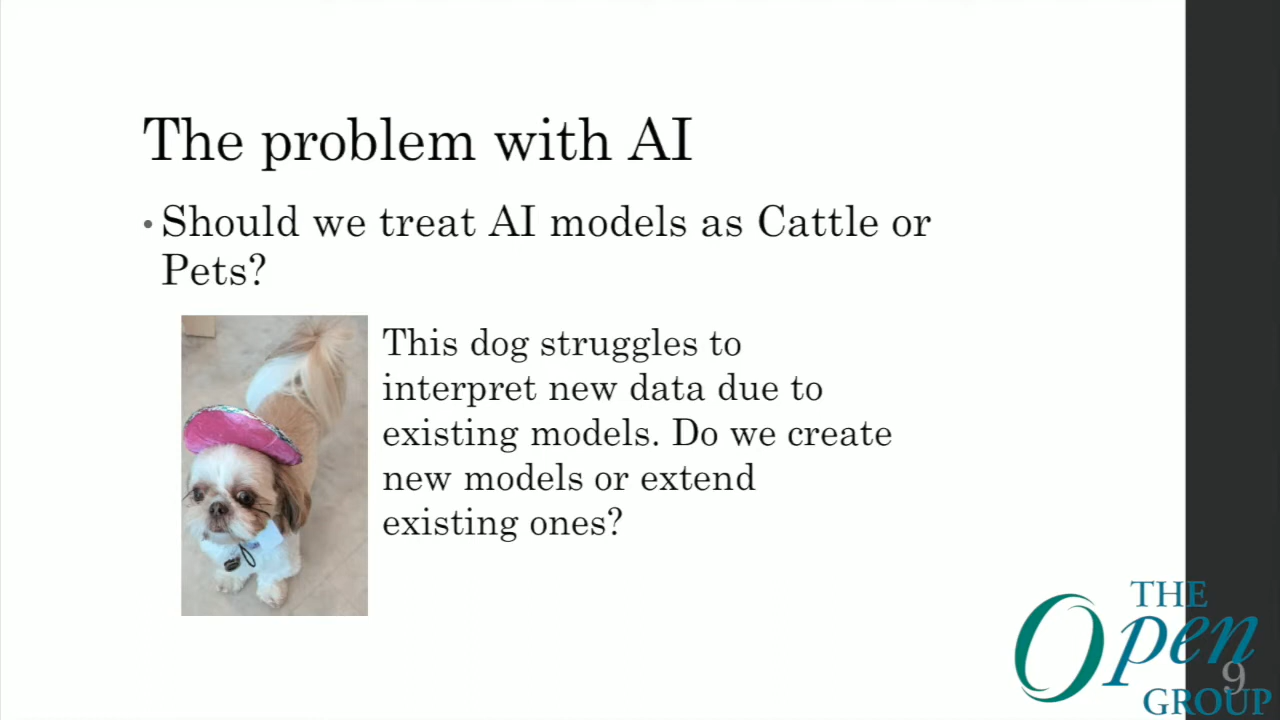 The problem with AI
• Should we treat AI models as Cattle or
Pets?
This dog struggles to
interpret new data due to
existing models. Do we create
new models or extend
existing ones?
THE
Open
GROUP
9